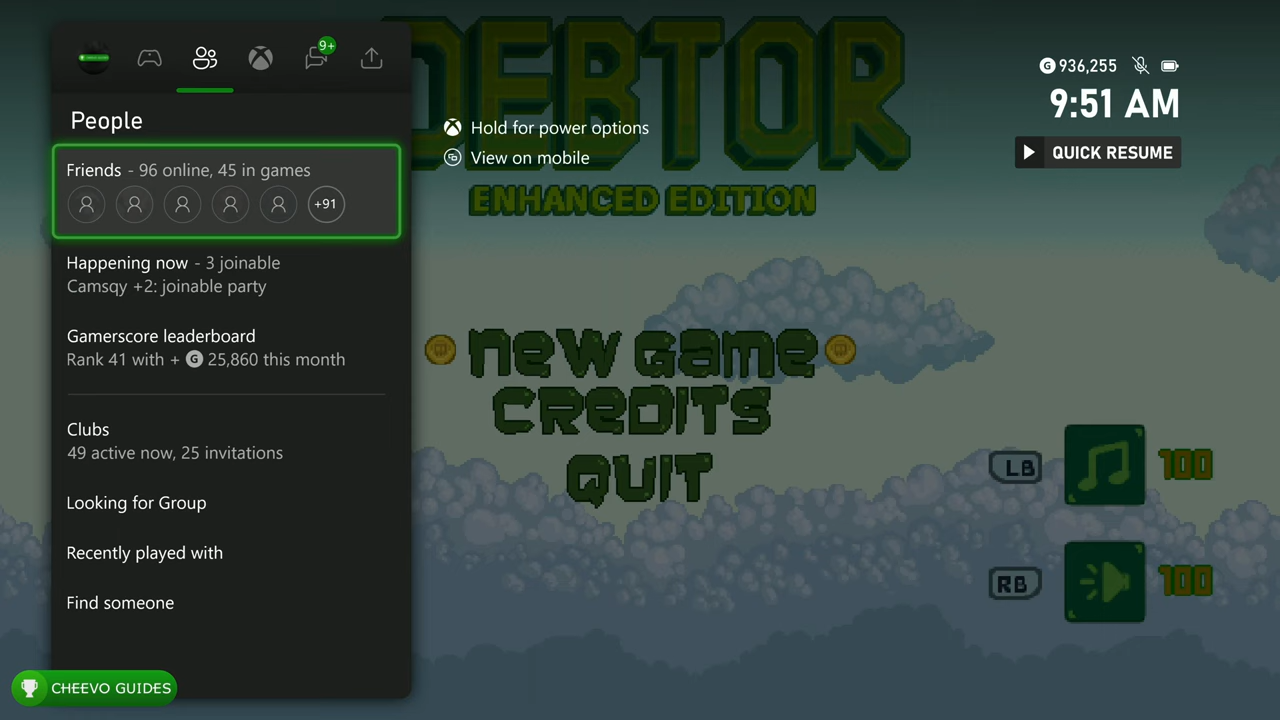 9+
People
Friends - 96 online, 45 in games
+91
Happening now - 3 joinable
Camsqy +2: joinable party
Gamerscore leaderboard
Rank 41 with + G 25,860 this month
Clubs
49 active now, 25 invitations
Looking for Group
Recently played with
Find someone
CHEEVO GUIDES
Hold for power options
View on mobile
DEBTOR
ENHANCED EDITION
NEW GAME
CREDITS
QUIT
G 936,255
9:51 AM
QUICK RESUME
LB
100
RB
100